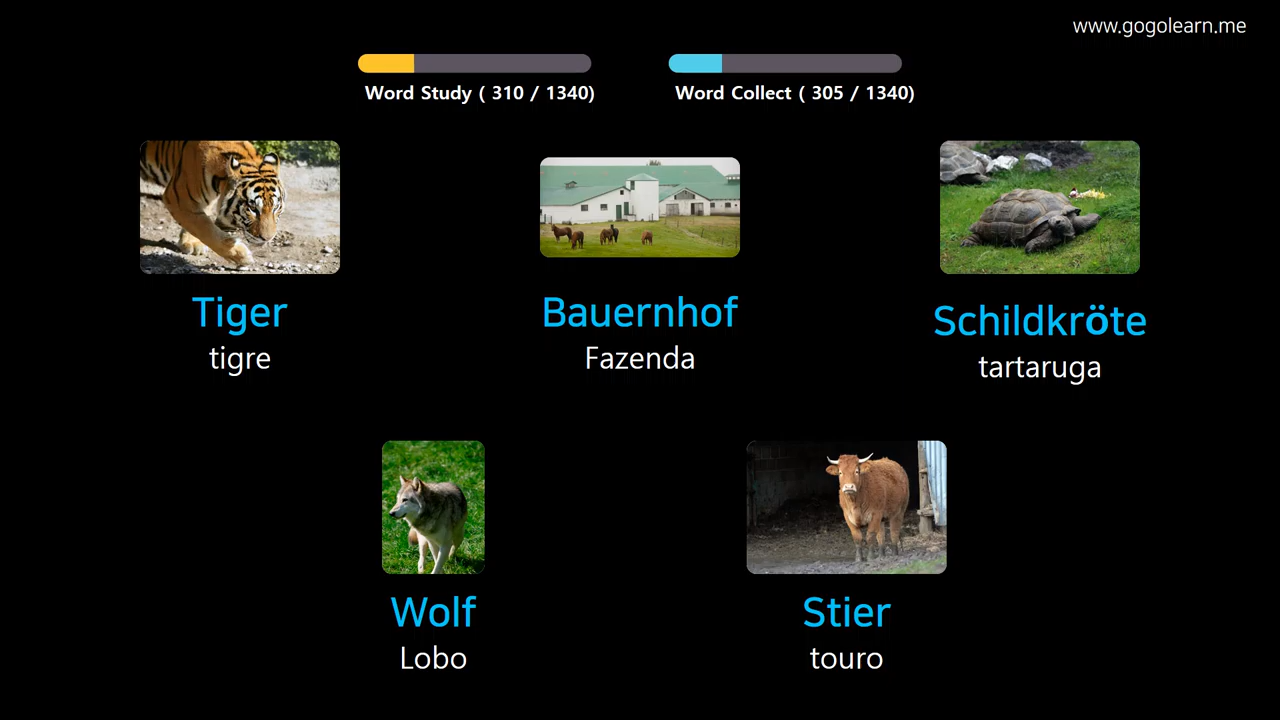 www.gogolearn.me
Word Study ( 310 / 1340)
Word Collect ( 305 / 1340)
Tiger
tigre
Bauernhof
Fazenda
Schildkröte
tartaruga
Wolf
Lobo
Stier
touro